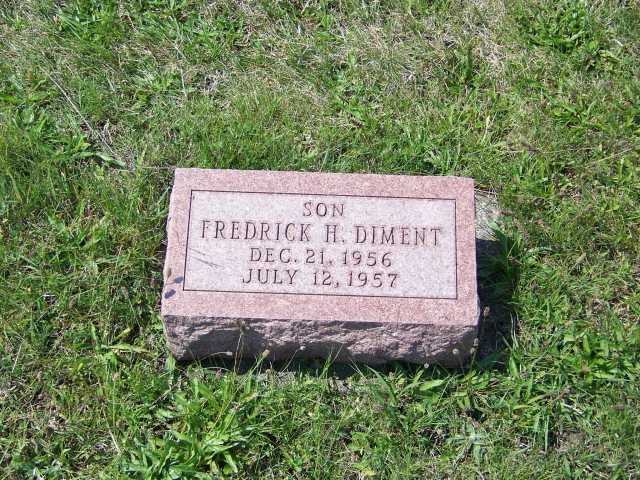 SON
FREDRICK H. DIMENT
DEC. 21, 1956
JULY 12, 1957